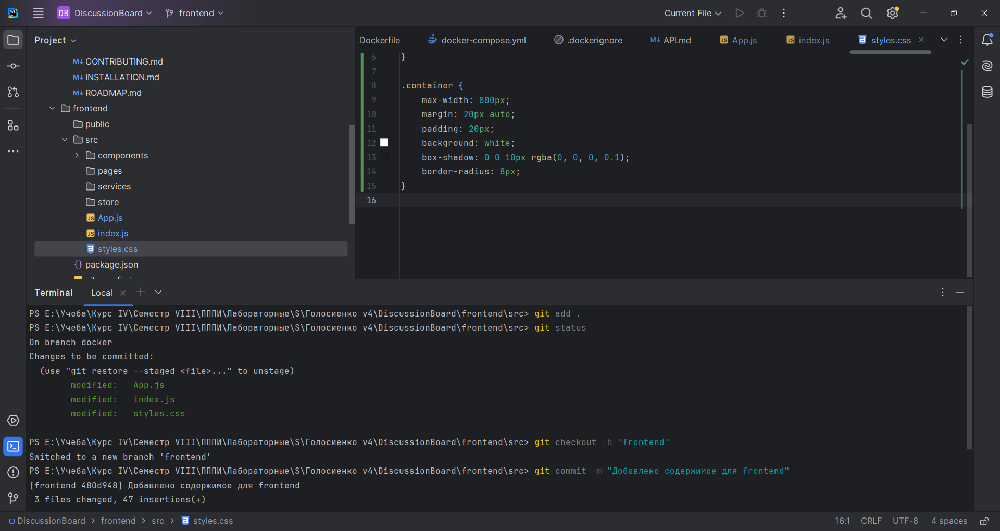 DB DiscussionBoard frontend Current File
Project
Dockerfile docker-compose.yml .dockerignore API.md App.js index.js styles.css
CONTRIBUTING.md
INSTALLATION.md
ROADMAP.md
frontend
public
src
components
pages
services
store
App.js
index.js
styles.css
package.json
6 }
7
8 .container {
9 max-width: 800px;
10 margin: 20px auto;
11 padding: 20px;
12 background: white;
13 box-shadow: 0 0 10px rgba(0, 0, 0, 0.1);
14 border-radius: 8px;
15 }
16
Terminal Local
PS E:\Учеба\Курс IV\Семестр VIII\ПППИ\Лабораторные\S\Голосиенко v4\DiscussionBoard\frontend\src> git add .
PS E:\Учеба\Курс IV\Семестр VIII\ПППИ\Лабораторные\S\Голосиенко v4\DiscussionBoard\frontend\src> git status
On branch docker
Changes to be committed:
(use "git restore --staged <file>..." to unstage)
modified: App.js
modified: index.js
modified: styles.css
PS E:\Учеба\Курс IV\Семестр VIII\ПППИ\Лабораторные\S\Голосиенко v4\DiscussionBoard\frontend\src> git checkout -b "frontend"
Switched to a new branch 'frontend'
PS E:\Учеба\Курс IV\Семестр VIII\ПППИ\Лабораторные\S\Голосиенко v4\DiscussionBoard\frontend\src> git commit -m "Добавлено содержимое для frontend"
[frontend 480d948] Добавлено содержимое для frontend
3 files changed, 47 insertions(+)
DiscussionBoard > frontend > src > styles.css 16:1 CRLF UTF-8 4 spaces